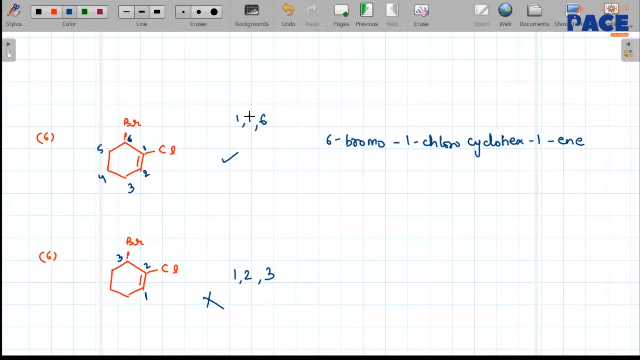 Stylus
Color
Line
Eraser
Backgrounds
Undo
Pages
Previous
Next
Erase
Board
Web
Documents
Show
PACE
(6)
Br
6
5
1
Cl
4
2
3
1, ,6
6-bromo-1-chloro cyclohex-1-ene
(6)
Br
3
2
Cl
1
1,2,3